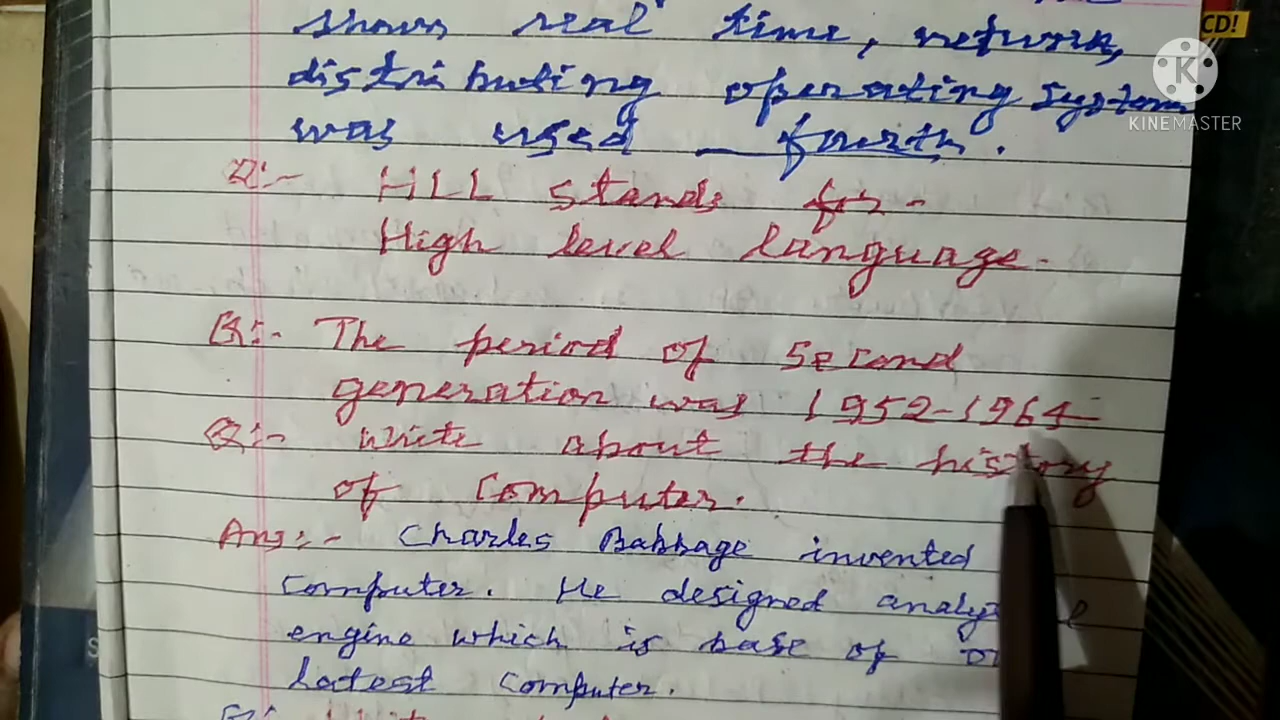 shows real time, network,
distributing operating system
was used fourth.
Q:- HLL stands for -
High level language.
Q:- The period of second
generation was 1952-1964
Q:- Write about the history
of computer.
Ans:- Charles Babbage invented
computer. He designed
engine which is base of
latest computer.
CD!
KINEMASTER